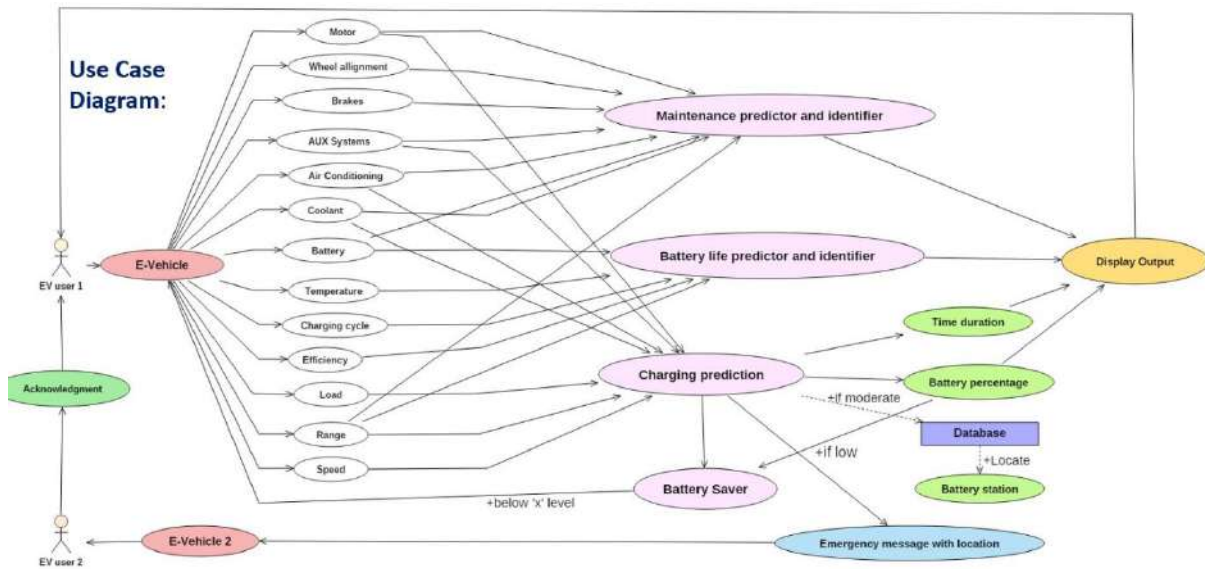 Use Case
Diagram:
Motor
Wheel allignment
Brakes
AUX Systems
Air Conditioning
Coolant
Battery
Temperature
Charging cycle
Efficiency
Load
Range
Speed
Maintenance predictor and identifier
Battery life predictor and identifier
Charging prediction
Battery Saver
EV user 1
E-Vehicle
Acknowledgment
EV user 2
E-Vehicle 2
Display Output
Time duration
Battery percentage
+if moderate
Database
+Locate
Battery station
+if low
+below 'x' level
Emergency message with location